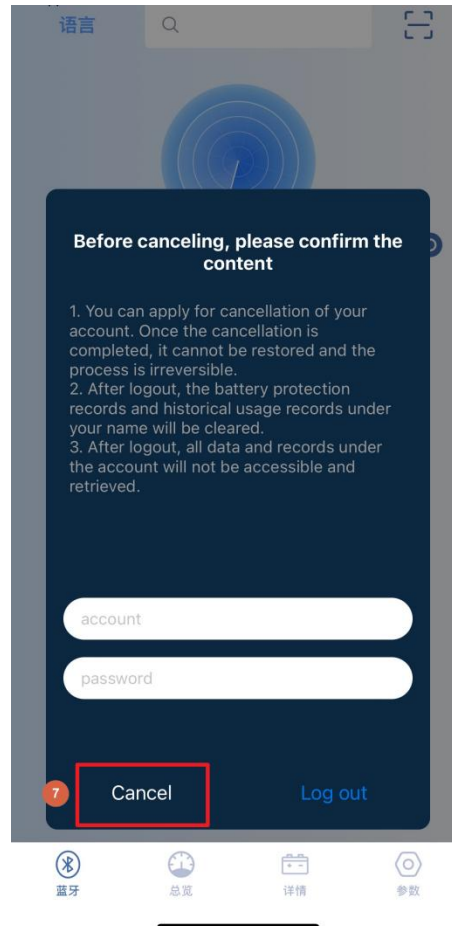 语言
Before canceling, please confirm the
content
1. You can apply for cancellation of your
account. Once the cancellation is
completed, it cannot be restored and the
process is irreversible.
2. After logout, the battery protection
records and historical usage records under
your name will be cleared.
3. After logout, all data and records under
the account will not be accessible and
retrieved.
account
password
7 Cancel Log out
蓝牙 总览 详情 参数